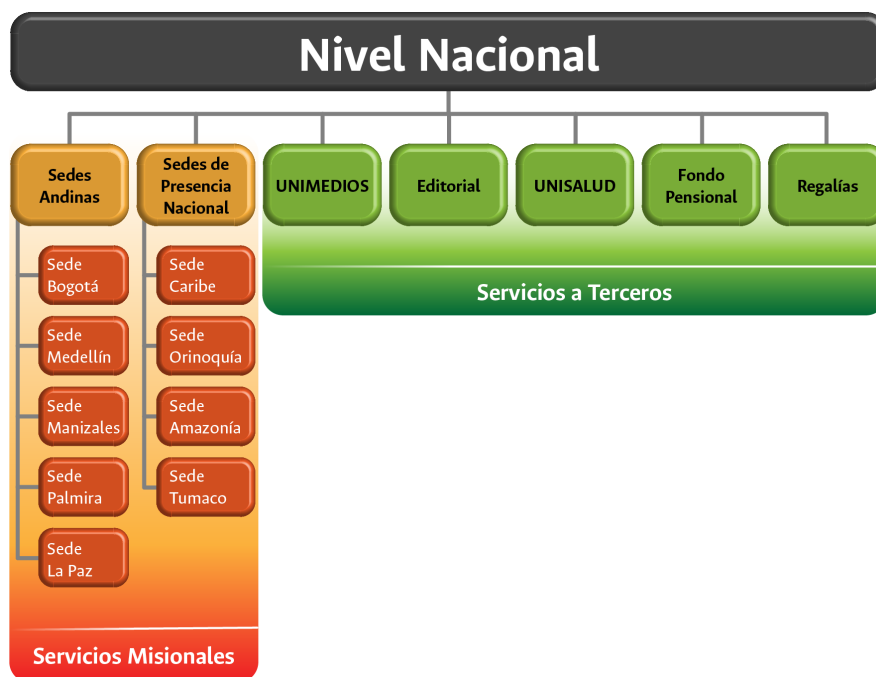 Nivel Nacional
Sedes
Andinas
Sedes de
Presencia
Nacional
UNIMEDIOS
Editorial
UNISALUD
Fondo
Pensional
Regalías
Sede
Bogotá
Sede
Medellín
Sede
Manizales
Sede
Palmira
Sede
La Paz
Sede
Caribe
Sede
Orinoquía
Sede
Amazonía
Sede
Tumaco
Servicios a Terceros
Servicios Misionales